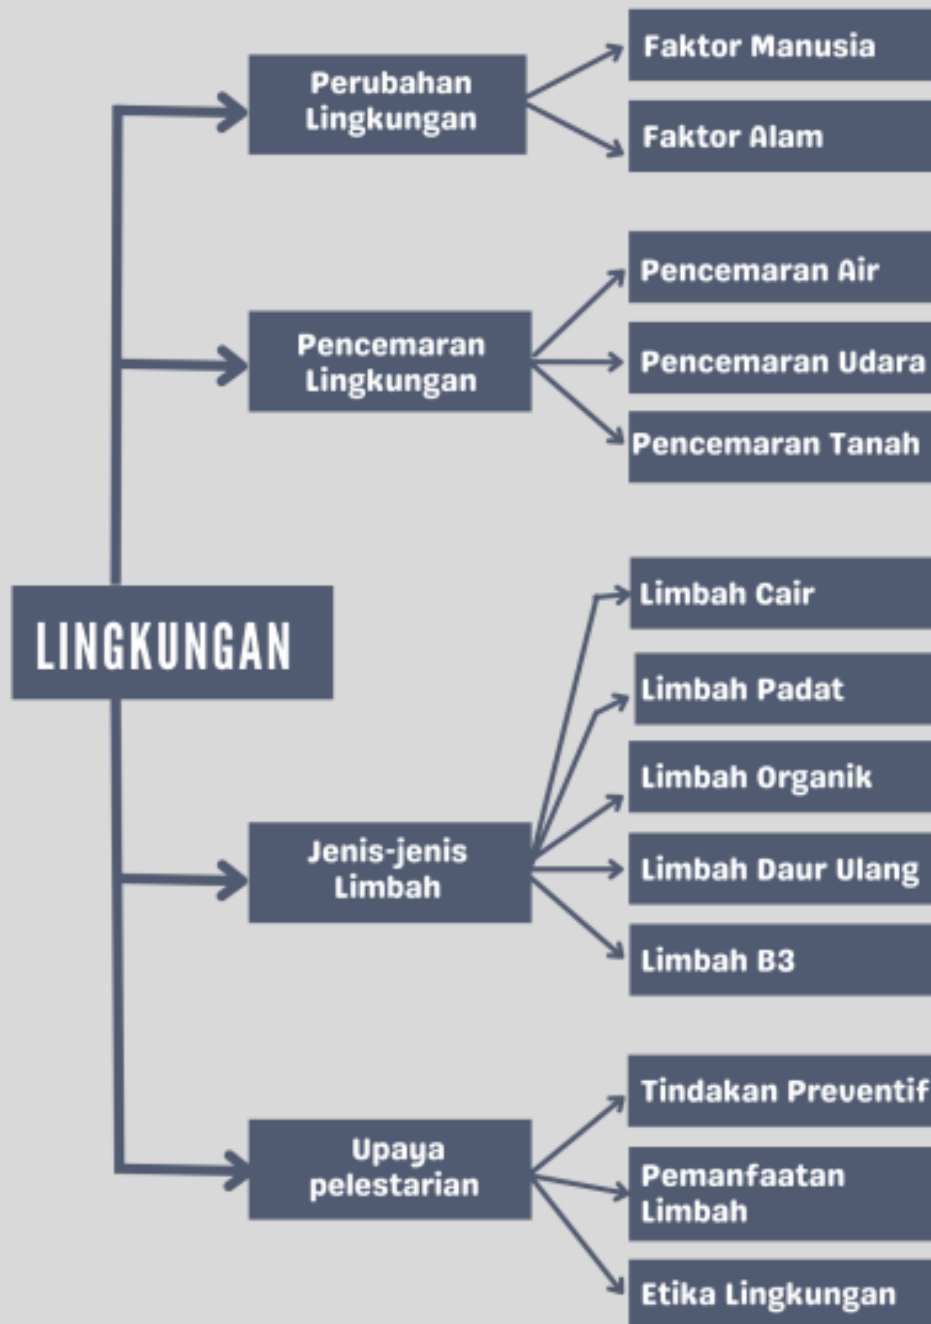 LINGKUNGAN
Perubahan
Lingkungan
Faktor Manusia
Faktor Alam
Pencemaran
Lingkungan
Pencemaran Air
Pencemaran Udara
Pencemaran Tanah
Jenis-jenis
Limbah
Limbah Cair
Limbah Padat
Limbah Organik
Limbah Daur Ulang
Limbah B3
Upaya
pelestarian
Tindakan Preventif
Pemanfaatan
Limbah
Etika Lingkungan